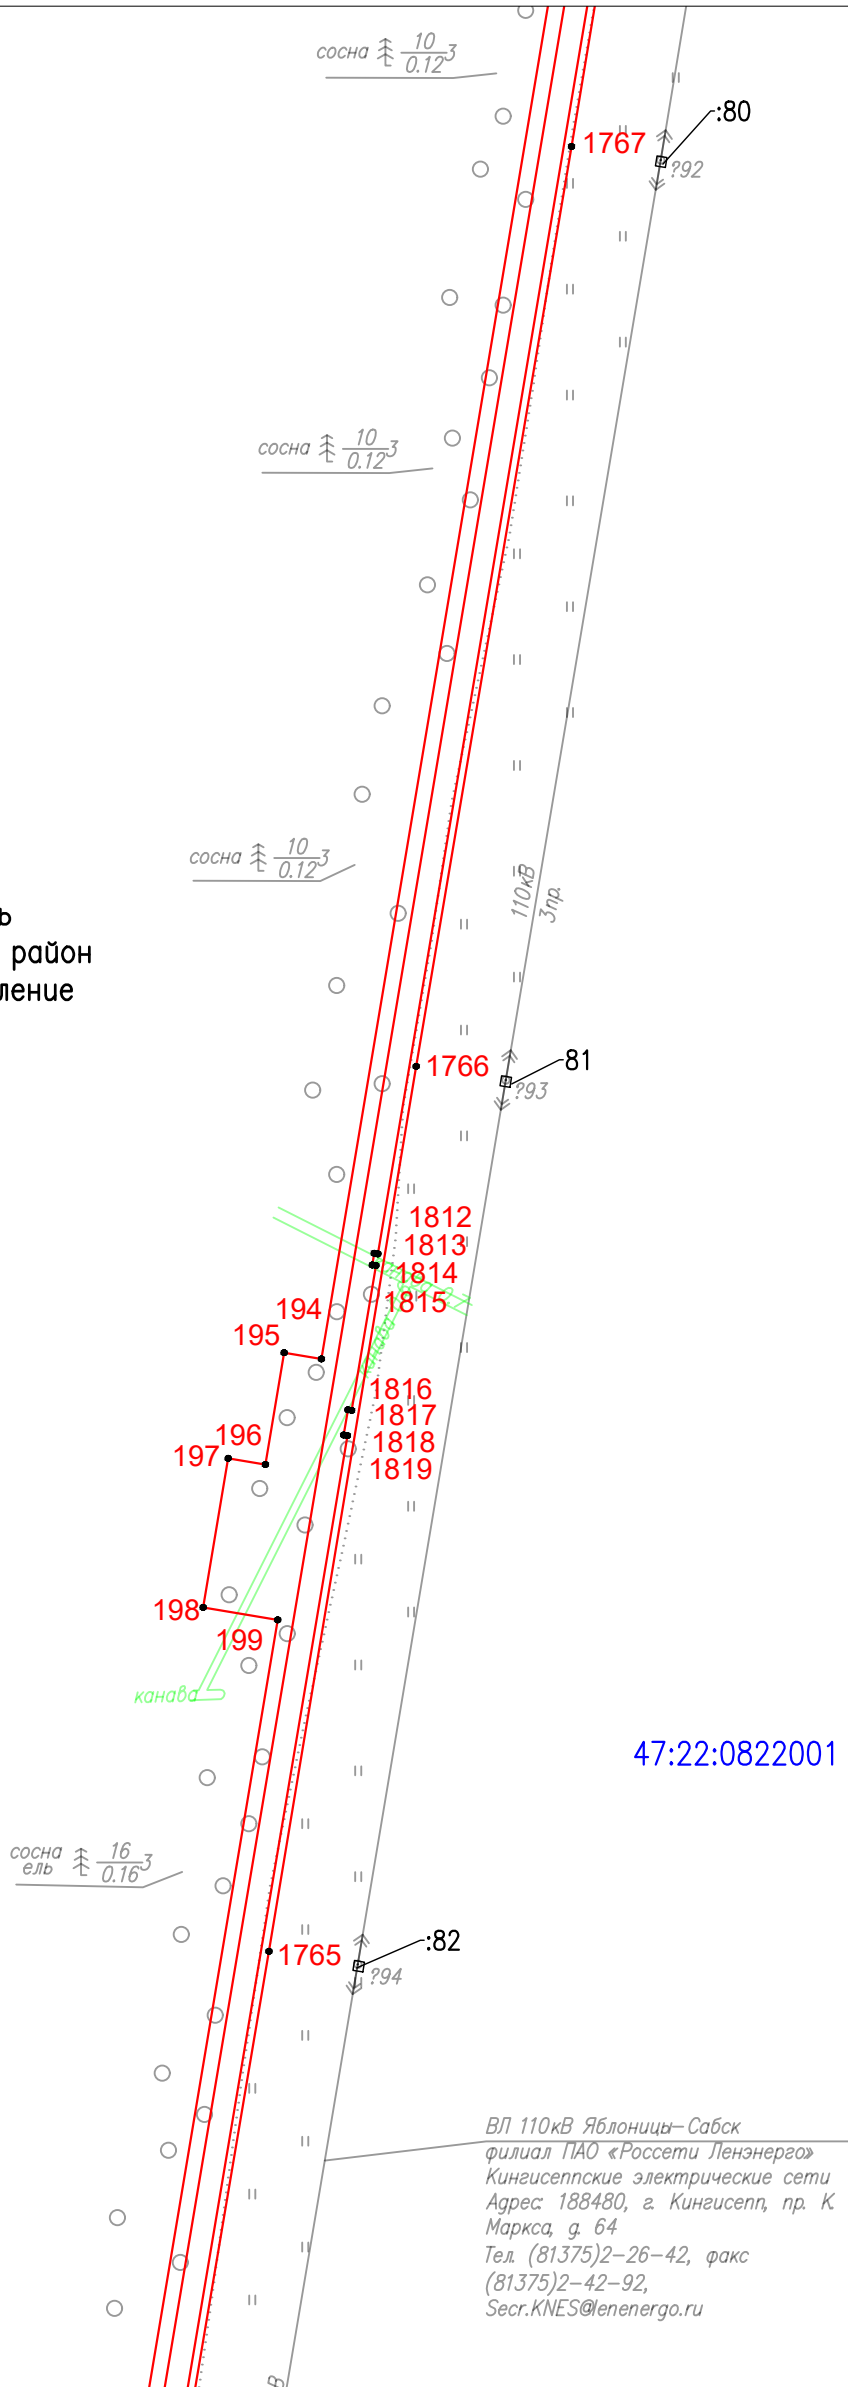 сосна 10 3
0.12
:80
1767
?92
сосна 10 3
0.12
сосна 10 3
0.12
110кВ
3пр.
ь
район
ление
1766
81
?93
1812
1813
1814
1815
194
195
канава
1816
1817
1818
1819
196
197
198
199
канава
47:22:0822001
сосна 16 3
ель 0.16
1765
:82
?94
ВЛ 110кВ Яблоницы–Сабск
филиал ПАО «Россети Ленэнерго»
Кингисеппские электрические сети
Адрес: 188480, г. Кингисепп, пр. К.
Маркса, д. 64
Тел. (81375)2–26–42, факс
(81375)2–42–92,
Secr.KNES@lenenergo.ru
В